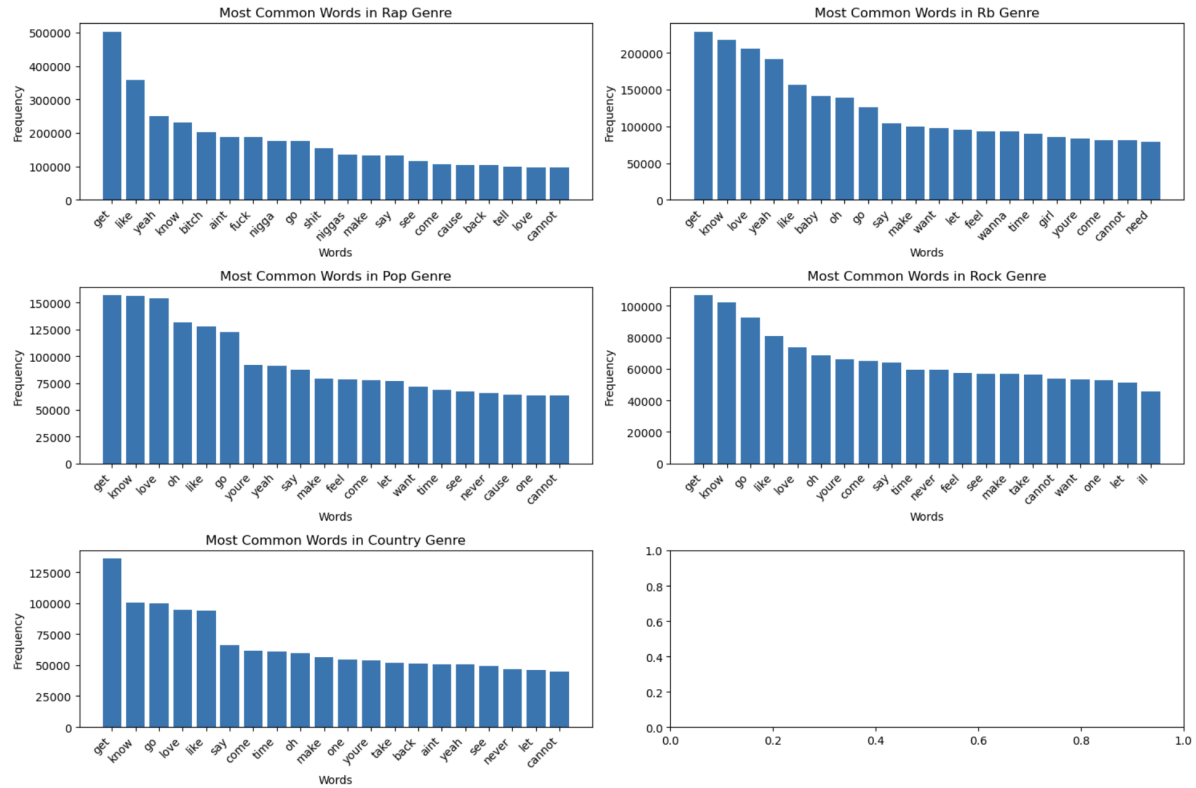 Most Common Words in Rap Genre
Frequency
500000
400000
300000
200000
100000
0
get like yeah know bitch aint fuck nigga go shit niggas make say see come cause back tell love cannot
Words
Most Common Words in Rb Genre
Frequency
200000
150000
100000
50000
0
get know love yeah like baby oh go say make want let feel wanna time girl youre come cannot need
Words
Most Common Words in Pop Genre
Frequency
150000
125000
100000
75000
50000
25000
0
get know love oh like go youre yeah say make feel come let want time see never cause one cannot
Words
Most Common Words in Rock Genre
Frequency
100000
80000
60000
40000
20000
0
get know go like love oh youre come say time never feel see make take cannot want one let ill
Words
Most Common Words in Country Genre
Frequency
125000
100000
75000
50000
25000
0
get know go love like say come time oh make one youre take back aint yeah see never let cannot
Words
1.0
0.8
0.6
0.4
0.2
0.0
0.0 0.2 0.4 0.6 0.8 1.0